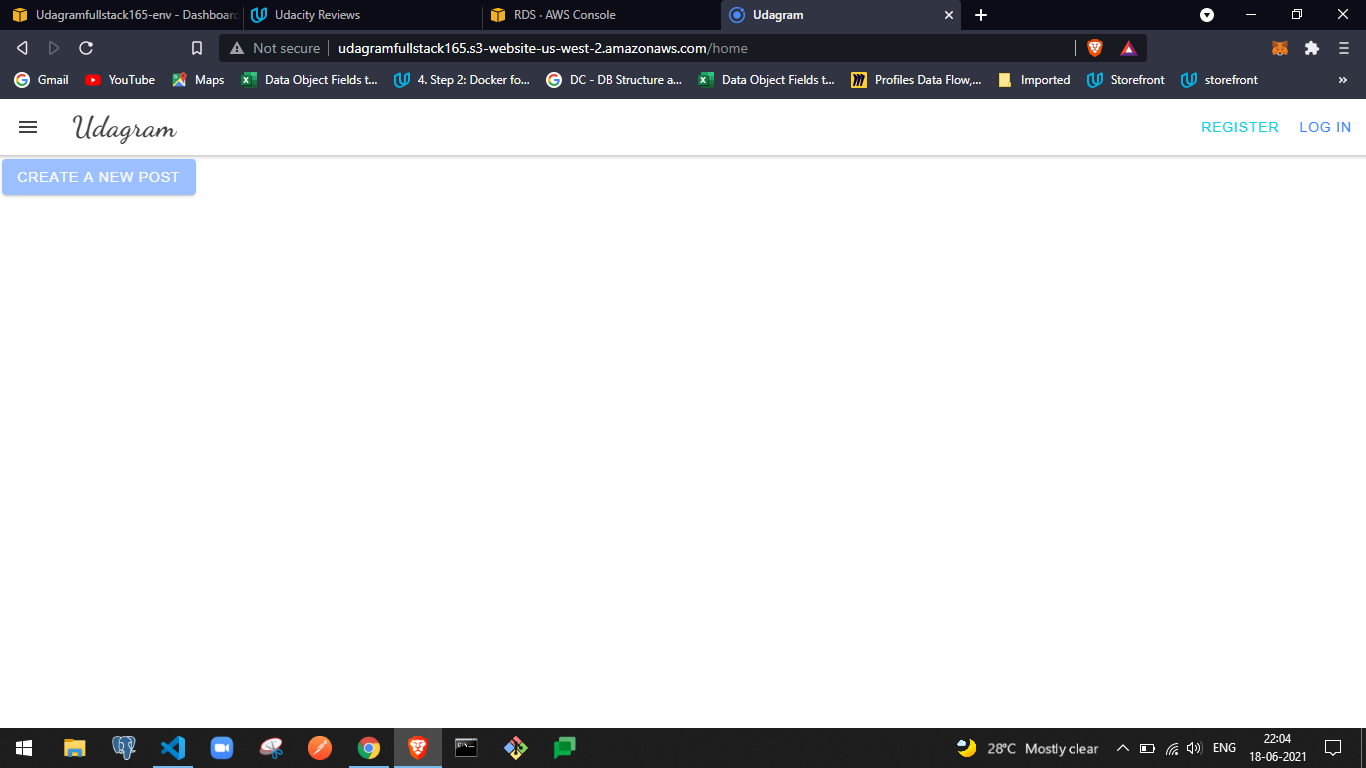 Udagramfullstack165-env - Dashboard
Udacity Reviews
RDS · AWS Console
Udagram
Not secure
udagramfullstack165.s3-website-us-west-2.amazonaws.com/home
Gmail
YouTube
Maps
Data Object Fields t...
4. Step 2: Docker fo...
DC - DB Structure a...
Data Object Fields t...
Profiles Data Flow,...
Imported
Storefront
storefront
»
Udagram
REGISTER
LOG IN
CREATE A NEW POST
28°C Mostly clear
ENG
22:04
18-06-2021